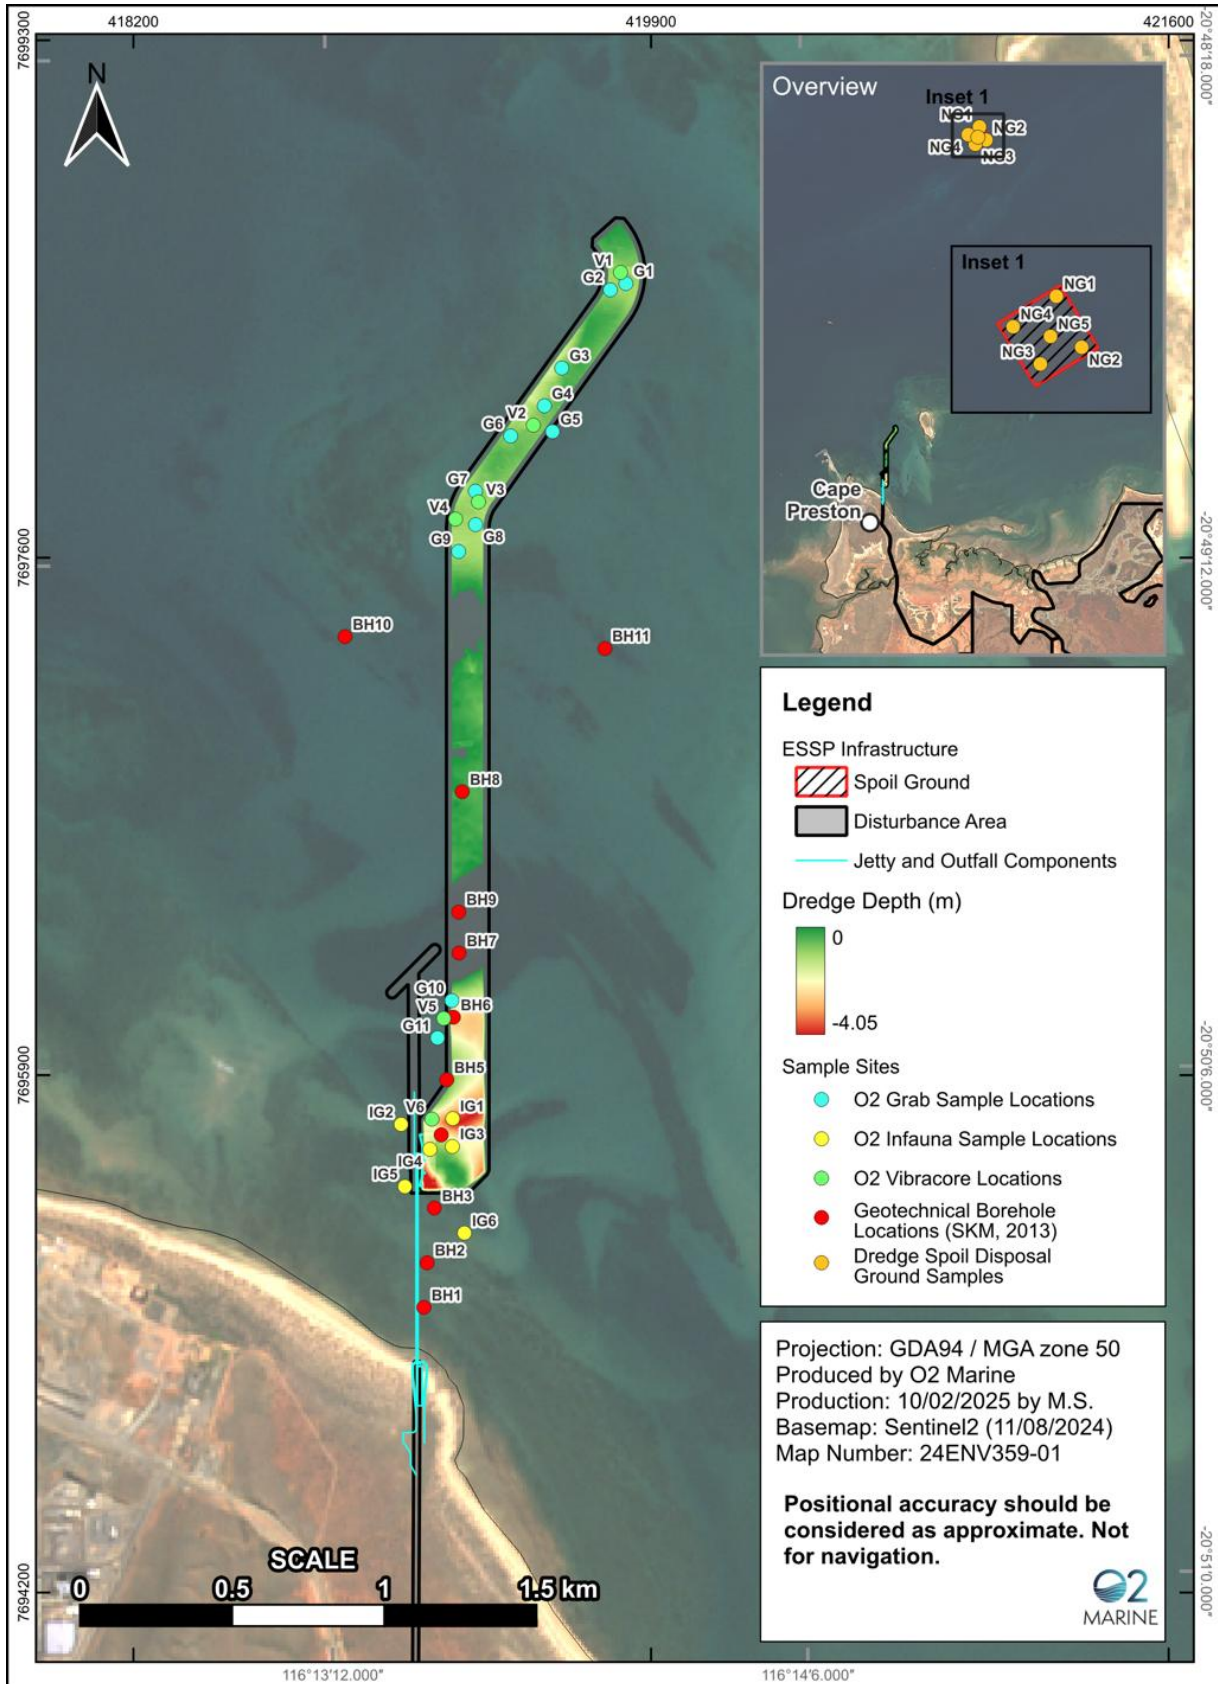 418200
419900
421600
7699300
7697600
7695900
7694200
-20°48'18.000"
-20°49'12.000"
-20°50'6.000"
-20°51'0.000"
116°13'12.000"
116°14'6.000"
N
Overview
Inset 1
NG1
NG2
NG4
NG3
Inset 1
NG1
NG4
NG5
NG3
NG2
Cape
Preston
V1
G1
G2
G3
G4
V2
G5
G6
G7
V3
V4
G8
G9
BH10
BH11
BH8
BH9
BH7
G10
V5
BH6
G11
BH5
V6
IG1
IG2
IG3
IG4
IG5
BH3
IG6
BH2
BH1
Legend
ESSP Infrastructure
Spoil Ground
Disturbance Area
Jetty and Outfall Components
Dredge Depth (m)
0
-4.05
Sample Sites
O2 Grab Sample Locations
O2 Infauna Sample Locations
O2 Vibracore Locations
Geotechnical Borehole
Locations (SKM, 2013)
Dredge Spoil Disposal
Ground Samples
Projection: GDA94 / MGA zone 50
Produced by O2 Marine
Production: 10/02/2025 by M.S.
Basemap: Sentinel2 (11/08/2024)
Map Number: 24ENV359-01
Positional accuracy should be
considered as approximate. Not
for navigation.
O2
MARINE
SCALE
0 0.5 1 1.5 km